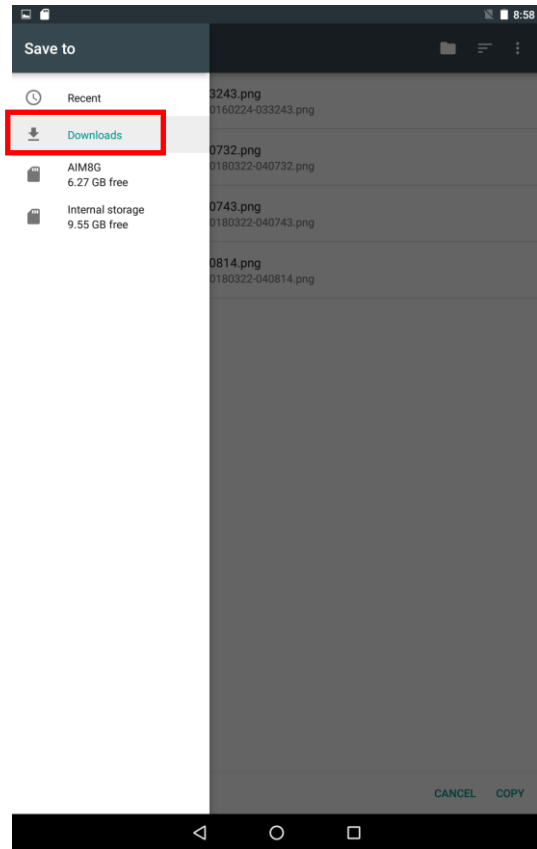 8:58
Save to
Recent
Downloads
AIM8G
6.27 GB free
Internal storage
9.55 GB free
3243.png
0160224-033243.png
0732.png
0180322-040732.png
0743.png
0180322-040743.png
0814.png
0180322-040814.png
CANCEL COPY